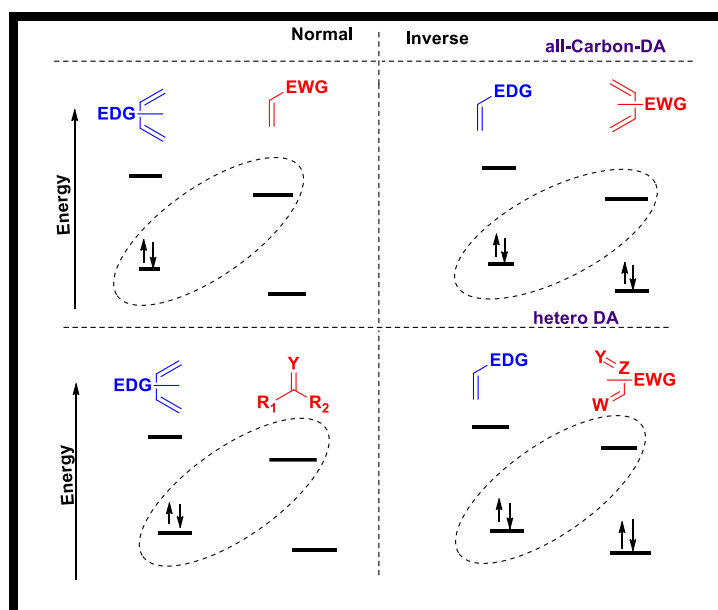 Normal
Inverse
all-Carbon-DA
EDG
EWG
EDG
EWG
Energy
hetero DA
EDG
Y
R1
R2
EDG
Y
Z
EWG
W
Energy